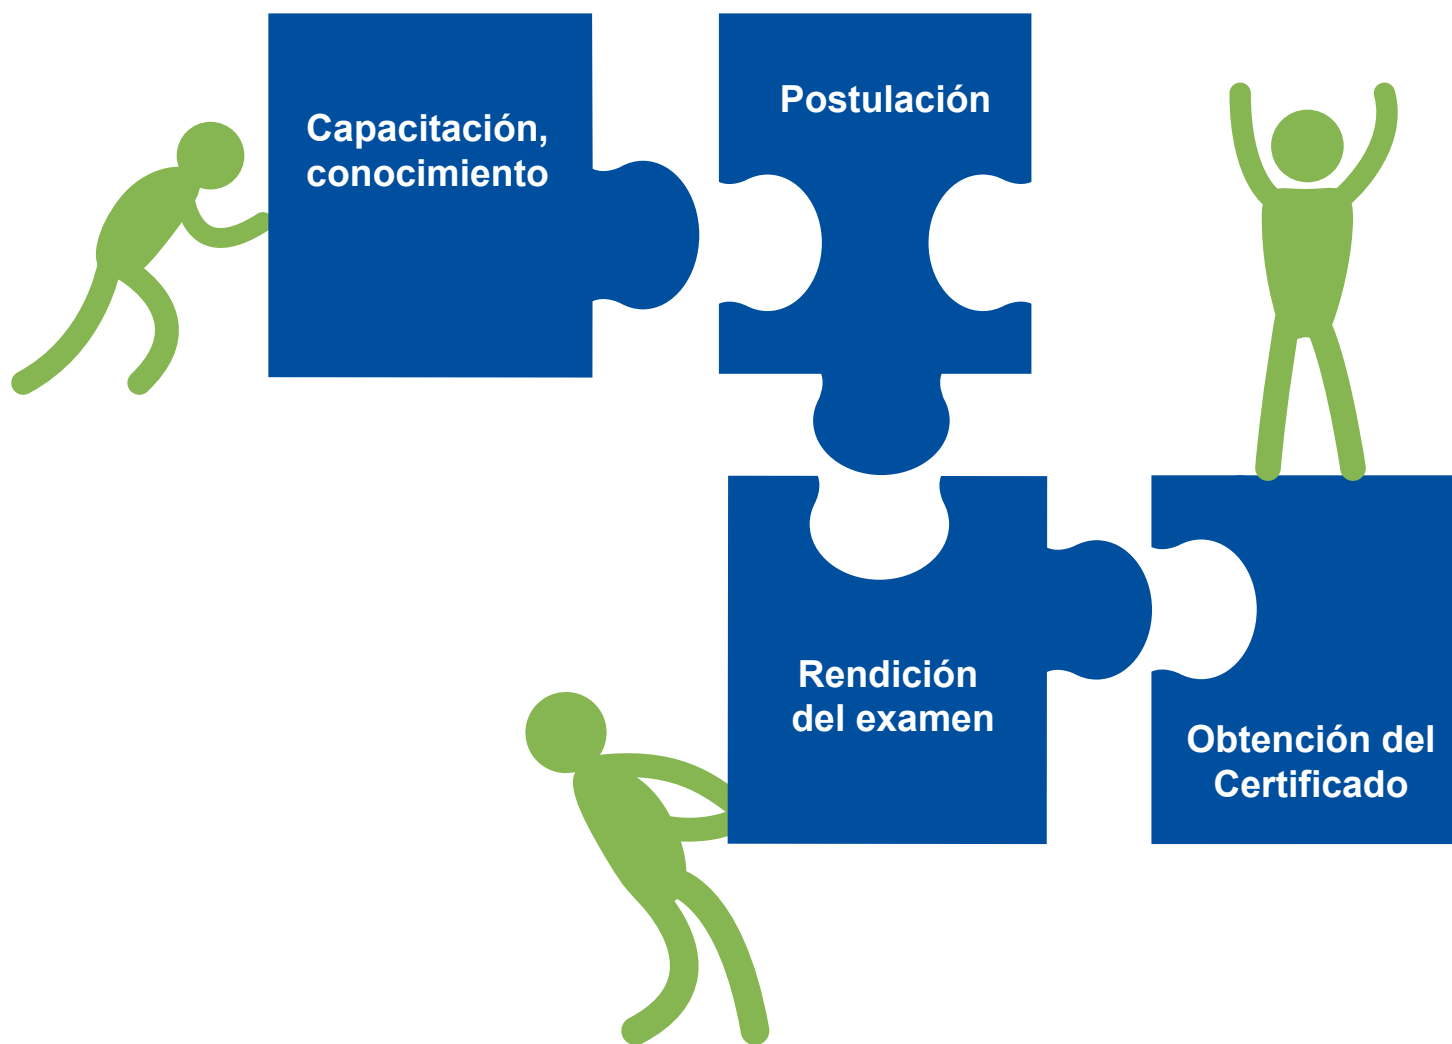 Capacitación,
conocimiento
Postulación
Rendición
del examen
Obtención del
Certificado